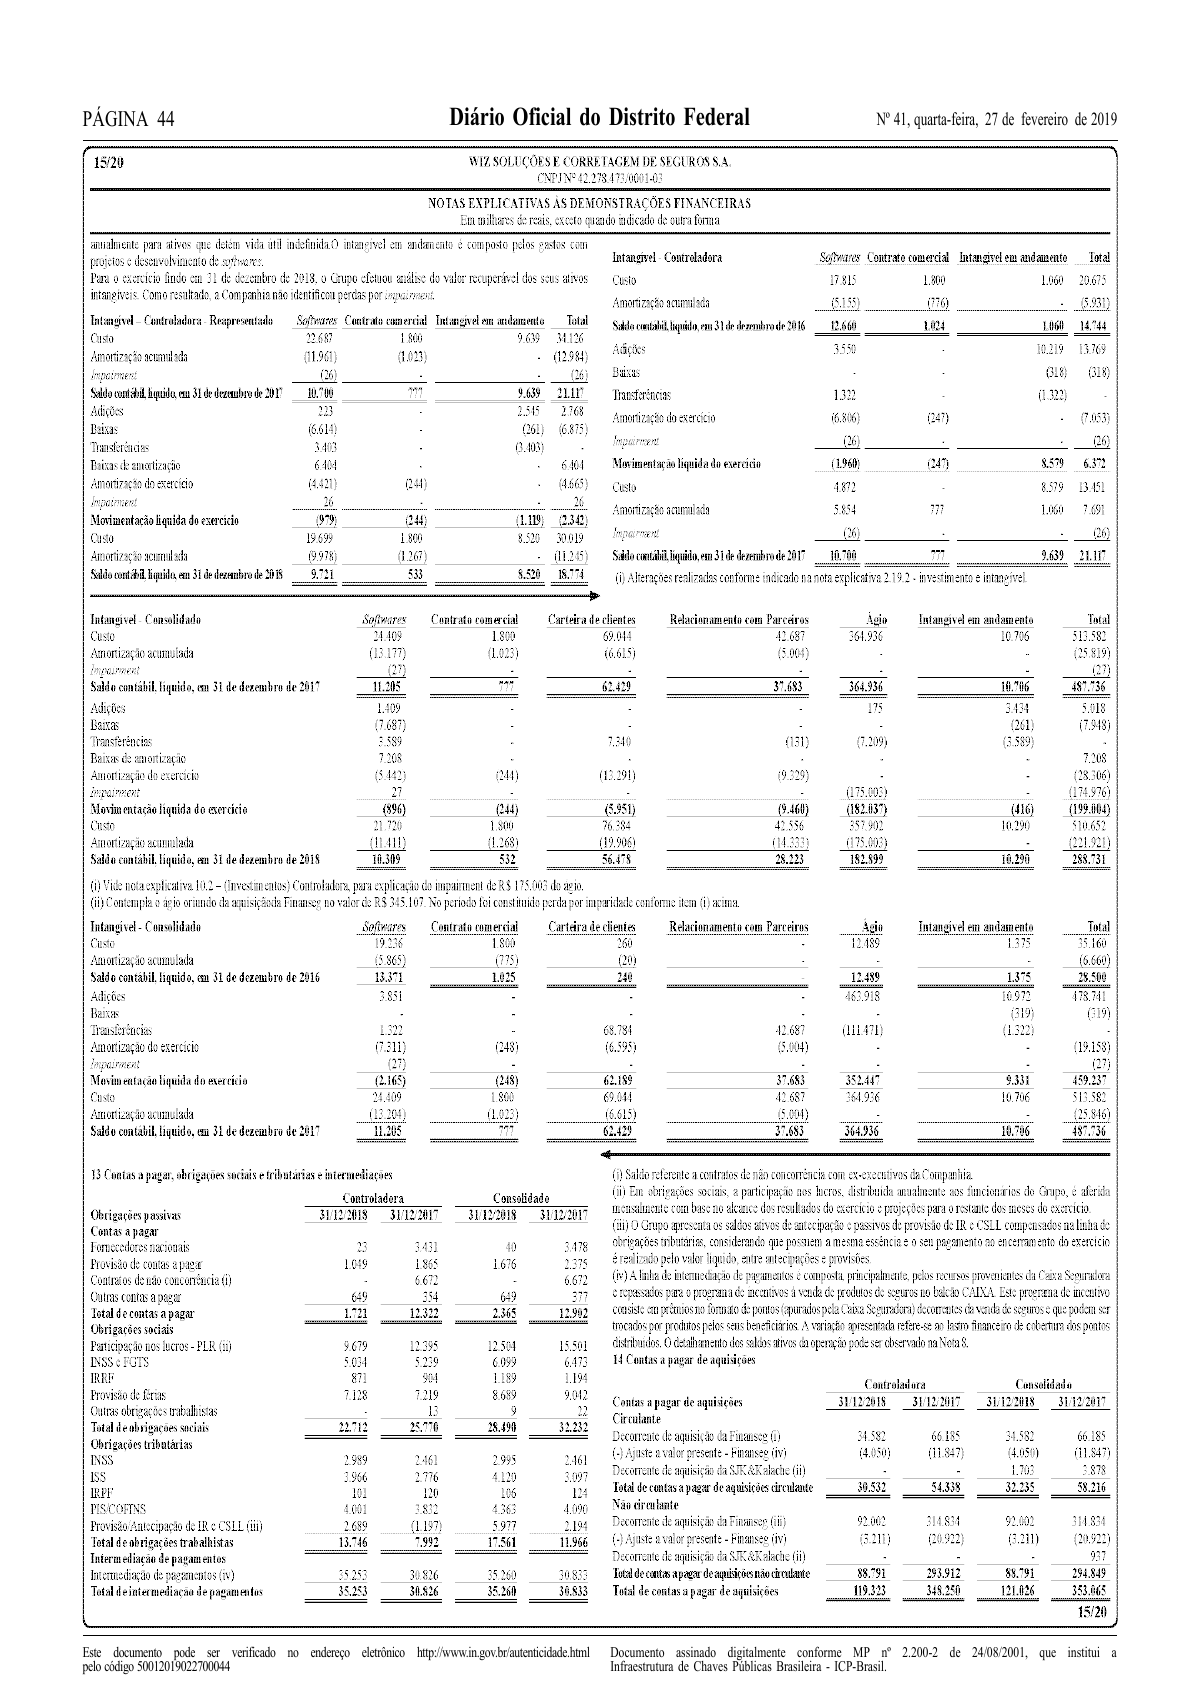 PÁGINA 44
Diário Oficial do Distrito Federal
Nº 41, quarta-feira, 27 de fevereiro de 2019
15/20
WIZ SOLUÇÕES E CORRETAGEM DE SEGUROS S.A.
CNPJ Nº 42.278.473/0001-03
NOTAS EXPLICATIVAS ÀS DEMONSTRAÇÕES FINANCEIRAS
Em milhares de reais, exceto quando indicado de outra forma
anualmente para ativos que detêm vida útil indefinida.O intangível em andamento é composto pelos gastos com
projetos e desenvolvimento de softwares.
Para o exercício findo em 31 de dezembro de 2018, o Grupo efetuou análise do valor recuperável dos seus ativos
intangíveis. Como resultado, a Companhia não identificou perdas por impairment.
Intangível – Controladora - Reapresentado Softwares Contrato comercial Intangível em andamento Total
Custo 22.687 1.800 9.639 34.126
Amortização acumulada (11.961) (1.023) - (12.984)
Impairment (26) - - (26)
Saldo contábil, líquido, em 31 de dezembro de 2017 10.700 777 9.639 21.117
Adições 223 - 2.545 2.768
Baixas (6.614) - (261) (6.875)
Transferências 3.403 - (3.403) -
Baixas de amortização 6.404 - - 6.404
Amortização do exercício (4.421) (244) - (4.665)
Impairment 26 - - 26
Movimentação líquida do exercício (979) (244) (1.119) (2.342)
Custo 19.699 1.800 8.520 30.019
Amortização acumulada (9.978) (1.267) - (11.245)
Saldo contábil, líquido, em 31 de dezembro de 2018 9.721 533 8.520 18.774
Intangível - Controladora Softwares Contrato comercial Intangível em andamento Total
Custo 17.815 1.800 1.060 20.675
Amortização acumulada (5.155) (776) - (5.931)
Saldo contábil, líquido, em 31 de dezembro de 2016 12.660 1.024 1.060 14.744
Adições 3.550 - 10.219 13.769
Baixas - - (318) (318)
Transferências 1.322 (1.322) -
Amortização do exercício (6.806) (247) - (7.053)
Impairment (26) - - (26)
Movimentação líquida do exercício (1.960) (247) 8.579 6.372
Custo 4.872 - 8.579 13.451
Amortização acumulada 5.854 777 1.060 7.691
Impairment (26) - - (26)
Saldo contábil, líquido, em 31 de dezembro de 2017 10.700 777 9.639 21.117
(i) Alterações realizadas conforme indicado na nota explicativa 2.19.2 - investimento e intangível.
Intangível - Consolidado Softwares Contrato comercial Carteira de clientes Relacionamento com Parceiros Ágio Intangível em andamento Total
Custo 24.409 1.800 69.044 42.687 364.936 10.706 513.582
Amortização acumulada (13.177) (1.023) (6.615) (5.004) - - (25.819)
Impairment (27) - - - - - (27)
Saldo contábil, líquido, em 31 de dezembro de 2017 11.205 777 62.429 37.683 364.936 10.706 487.736
Adições 1.409 - - - 175 3.434 5.018
Baixas (7.687) - - - - (261) (7.948)
Transferências 3.589 - 7.340 (131) (7.209) (3.589) -
Baixas de amortização 7.208 7.208
Amortização do exercício (5.442) (244) (13.291) (9.329) - - (28.306)
Impairment 27 - - - (175.003) - (174.976)
Movimentação líquida do exercício (896) (244) (5.951) (9.460) (182.037) (416) (199.004)
Custo 21.720 1.800 76.384 42.556 357.902 10.290 510.652
Amortização acumulada (11.411) (1.268) (19.906) (14.333) (175.003) - (221.921)
Saldo contábil, líquido, em 31 de dezembro de 2018 10.309 532 56.478 28.223 182.899 10.290 288.731
(i) Vide nota explicativa 10.2 – (Investimentos) Controladora, para explicação do impairment de R$ 175.003 do ágio.
(ii) Contempla o ágio oriundo da aquisiçãoda Finanseg no valor de R$ 345.107. No período foi constituído perda por imparidade conforme item (i) acima.
Intangível - Consolidado Softwares Contrato comercial Carteira de clientes Relacionamento com Parceiros Ágio Intangível em andamento Total
Custo 19.236 1.800 260 - 12.489 1.375 35.160
Amortização acumulada (5.865) (775) (20) (6.660)
Saldo contábil, líquido, em 31 de dezembro de 2016 13.371 1.025 240 - 12.489 1.375 28.500
Adições 3.851 - - - 463.918 10.972 478.741
Baixas - - - - - (319) (319)
Transferências 1.322 - 68.784 42.687 (111.471) (1.322) -
Amortização do exercício (7.311) (248) (6.595) (5.004) - - (19.158)
Impairment (27) - - - - - (27)
Movimentação líquida do exercício (2.165) (248) 62.189 37.683 352.447 9.331 459.237
Custo 24.409 1.800 69.044 42.687 364.936 10.706 513.582
Amortização acumulada (13.204) (1.023) (6.615) (5.004) - - (25.846)
Saldo contábil, líquido, em 31 de dezembro de 2017 11.205 777 62.429 37.683 364.936 10.706 487.736
13 Contas a pagar, obrigações sociais e tributárias e intermediações
Controladora Consolidado
Obrigações passivas 31/12/2018 31/12/2017 31/12/2018 31/12/2017
Contas a pagar
Fornecedores nacionais 23 3.431 40 3.478
Provisão de contas a pagar 1.049 1.865 1.676 2.375
Contratos de não concorrência (i) - 6.672 - 6.672
Outras contas a pagar 649 354 649 377
Total de contas a pagar 1.721 12.322 2.365 12.902
Obrigações sociais
Participação nos lucros - PLR (ii) 9.679 12.395 12.504 15.501
INSS e FGTS 5.034 5.239 6.099 6.473
IRRF 871 904 1.189 1.194
Provisão de férias 7.128 7.219 8.689 9.042
Outras obrigações trabalhistas - 13 9 22
Total de obrigações sociais 22.712 25.770 28.490 32.232
Obrigações tributárias
INSS 2.989 2.461 2.995 2.461
ISS 3.966 2.776 4.120 3.097
IRPF 101 120 106 124
PIS/COFINS 4.001 3.832 4.363 4.090
Provisão/Antecipação de IR e CSLL (iii) 2.689 (1.197) 5.977 2.194
Total de obrigações trabalhistas 13.746 7.992 17.561 11.966
Intermediação de pagamentos
Intermediação de pagamentos (iv) 35.253 30.826 35.260 30.833
Total de intermediação de pagamentos 35.253 30.826 35.260 30.833
(i) Saldo referente a contratos de não concorrência com ex-executivos da Companhia.
(ii) Em obrigações sociais, a participação nos lucros, distribuída anualmente aos funcionários do Grupo, é aferida
mensalmente com base no alcance dos resultados do exercício e projeções para o restante dos meses do exercício.
(iii) O Grupo apresenta os saldos ativos de antecipação e passivos de provisão de IR e CSLL compensados na linha de
obrigações tributárias, considerando que possuem a mesma essência e o seu pagamento ao encerramento do exercício
é realizado pelo valor líquido, entre antecipações e provisões.
(iv) A linha de intermediação de pagamentos é composta, principalmente, pelos recursos provenientes da Caixa Seguradora
e repassados para o programa de incentivos à venda de produtos de seguros no balcão CAIXA. Este programa de incentivo
consiste em prêmios no formato de pontos (apurados pela Caixa Seguradora) decorrentes da venda de seguros e que podem ser
trocados por produtos pelos seus beneficiários. A variação apresentada refere-se ao lastro financeiro de cobertura dos pontos
distribuídos. O detalhamento dos saldos ativos da operação pode ser observado na Nota 8.
14 Contas a pagar de aquisições
Controladora Consolidado
Contas a pagar de aquisições 31/12/2018 31/12/2017 31/12/2018 31/12/2017
Circulante
Decorrente de aquisição da Finanseg (i) 34.582 66.185 34.582 66.185
(-) Ajuste a valor presente - Finanseg (iv) (4.050) (11.847) (4.050) (11.847)
Decorrente de aquisição da SJK&Kalache (ii) - - 1.703 3.878
Total de contas a pagar de aquisições circulante 30.532 54.338 32.235 58.216
Não circulante
Decorrente de aquisição da Finanseg (iii) 92.002 314.834 92.002 314.834
(-) Ajuste a valor presente - Finanseg (iv) (3.211) (20.922) (3.211) (20.922)
Decorrente de aquisição da SJK&Kalache (ii) - - - 937
Total de contas a pagar de aquisições não circulante 88.791 293.912 88.791 294.849
Total de contas a pagar de aquisições 119.323 348.250 121.026 353.065
15/20
Este documento pode ser verificado no endereço eletrônico http://www.in.gov.br/autenticidade.html
pelo código 50012019022700044
Documento assinado digitalmente conforme MP nº 2.200-2 de 24/08/2001, que institui a
Infraestrutura de Chaves Públicas Brasileira - ICP-Brasil.